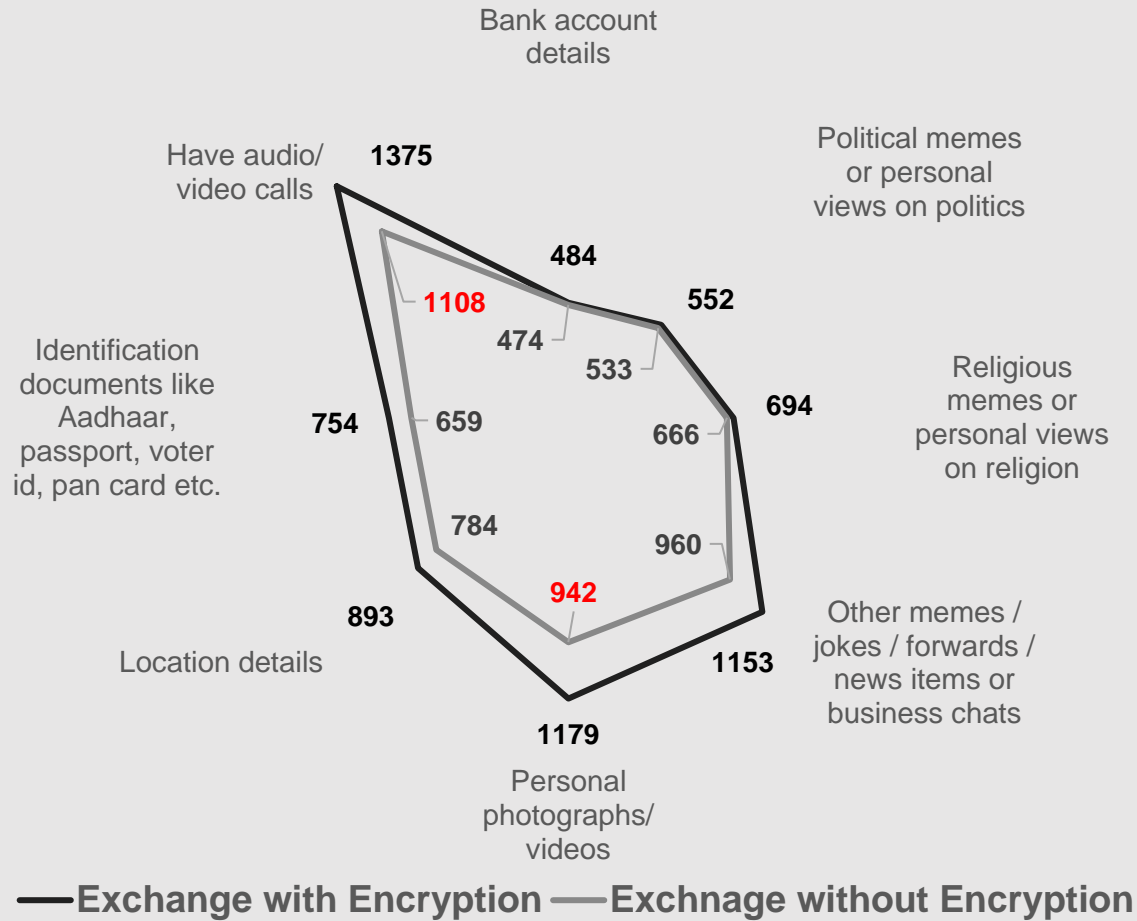 Bank account
details
Have audio/
video calls
1375
Political memes
or personal
views on politics
484
552
1108
474
533
Identification
documents like
Aadhaar,
passport, voter
id, pan card etc.
754
659
666
694
Religious
memes or
personal views
on religion
784
960
942
893
Location details
1153
Other memes /
jokes / forwards /
news items or
business chats
1179
Personal
photographs/
videos
Exchange with Encryption
Exchnage without Encryption